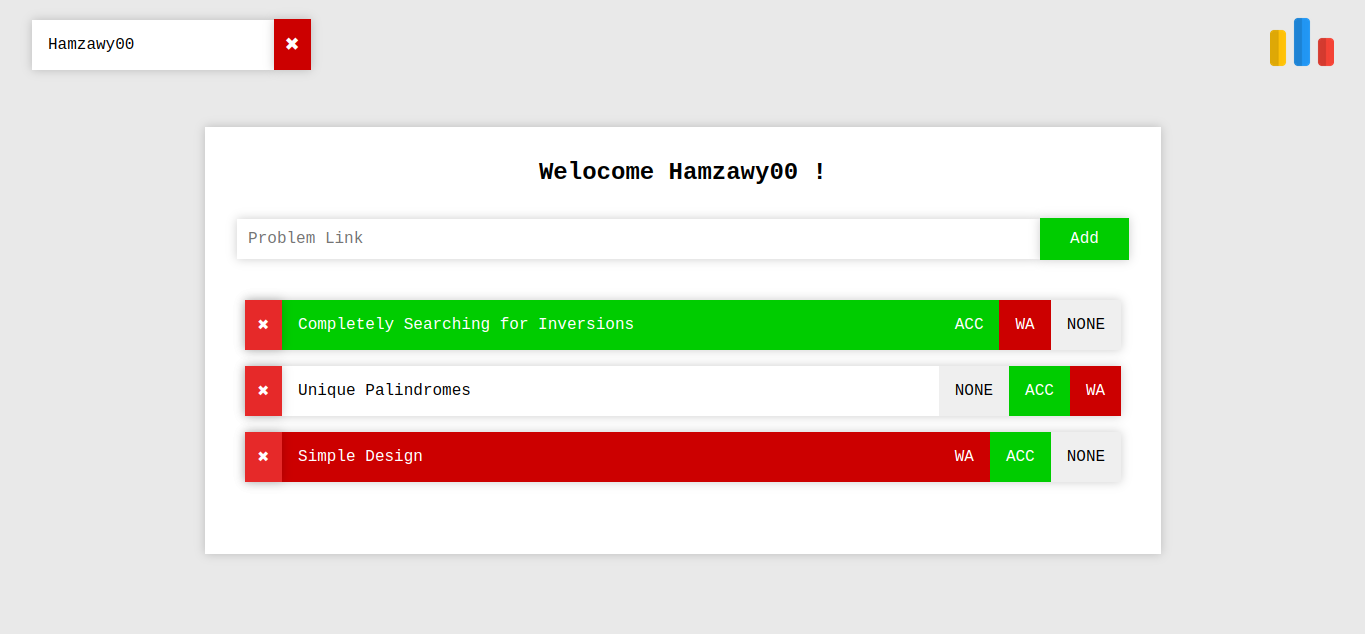 Hamzawy00 ✖
Welocome Hamzawy00 !
Problem Link Add
✖ Completely Searching for Inversions ACC WA NONE
✖ Unique Palindromes NONE ACC WA
✖ Simple Design WA ACC NONE